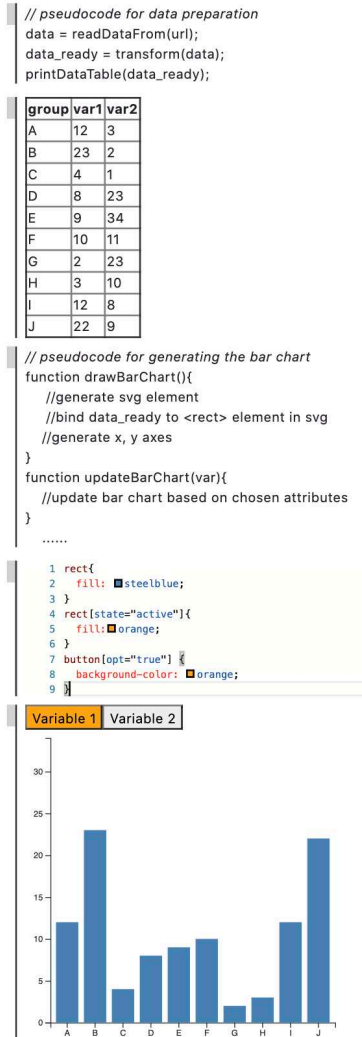 // pseudocode for data preparation
data = readDataFrom(url);
data_ready = transform(data);
printDataTable(data_ready);
group var1 var2
A 12 3
B 23 2
C 4 1
D 8 23
E 9 34
F 10 11
G 2 23
H 3 10
I 12 8
J 22 9
// pseudocode for generating the bar chart
function drawBarChart(){
//generate svg element
//bind data_ready to <rect> element in svg
//generate x, y axes
}
function updateBarChart(var){
//update bar chart based on chosen attributes
}
......
1 rect{
2 fill: steelblue;
3 }
4 rect[state="active"]{
5 fill: orange;
6 }
7 button[opt="true"] {
8 background-color: orange;
9 }
Variable 1 Variable 2
30
25
20
15
10
5
0
A B C D E F G H I J